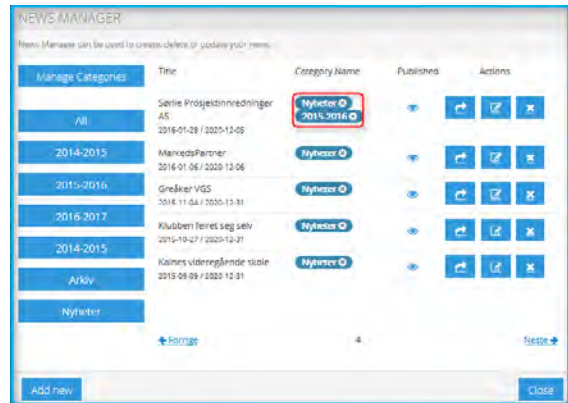 NEWS MANAGER
News Manager can be used to create, delete or update your news.
Manage Categories
All
2014-2015
2015-2016
2016-2017
2014-2015
Arkiv
Nyheter
Title Category Name Published Actions
Sørlie Prosjektinnredninger AS
2016-01-28 / 2020-12-05
Nyheter
2015-2016
MarkedsPartner
2016-01-06 / 2020-12-06
Nyheter
Greåker VGS
2015-11-04 / 2020-12-31
Nyheter
Klubben feiret seg selv
2015-10-27 / 2020-12-31
Nyheter
Kalnes videregående skole
2015-09-09 / 2020-12-31
Nyheter
Forrige 4 Neste
Add new Close